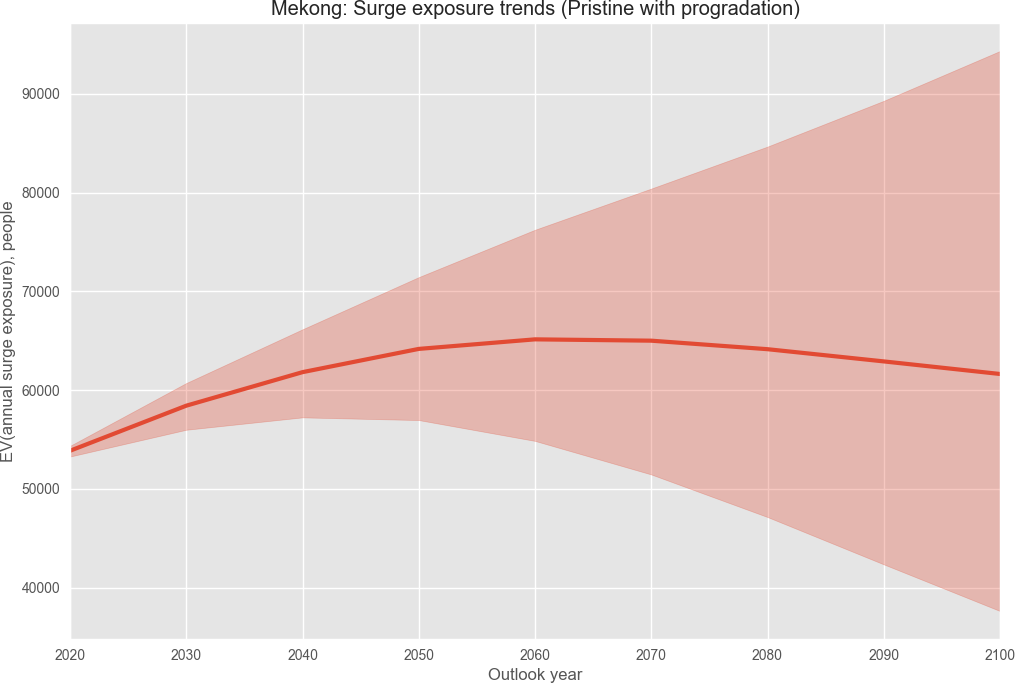 Mekong: Surge exposure trends (Pristine with progradation)
EV(annual surge exposure), people
90000
80000
70000
60000
50000
40000
2020 2030 2040 2050 2060 2070 2080 2090 2100
Outlook year